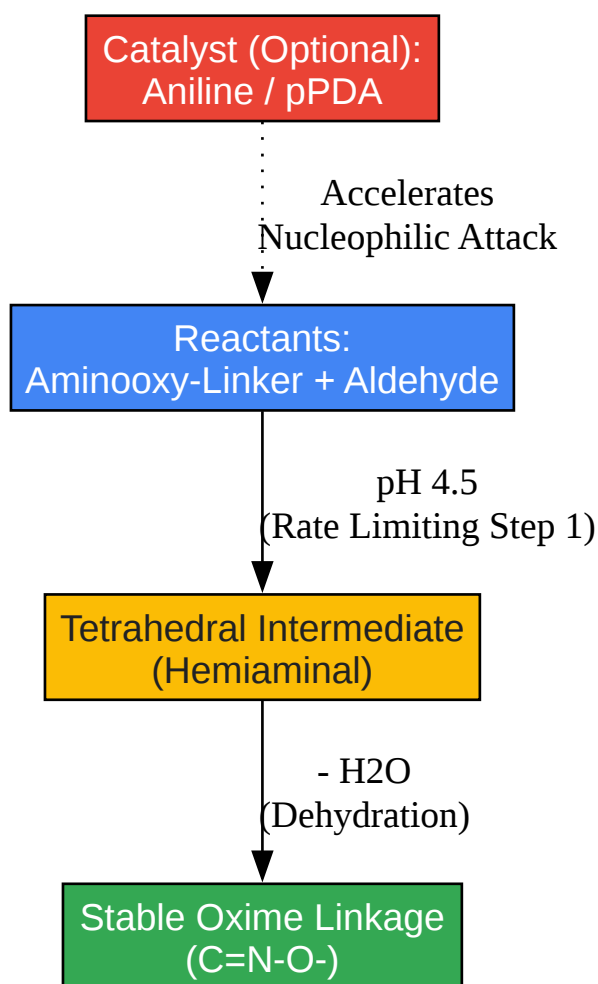 Catalyst (Optional):
Aniline / pPDA
Accelerates
Nucleophilic Attack
Reactants:
Aminooxy-Linker + Aldehyde
pH 4.5
(Rate Limiting Step 1)
Tetrahedral Intermediate
(Hemiaminal)
- H2O
(Dehydration)
Stable Oxime Linkage
(C=N-O-)